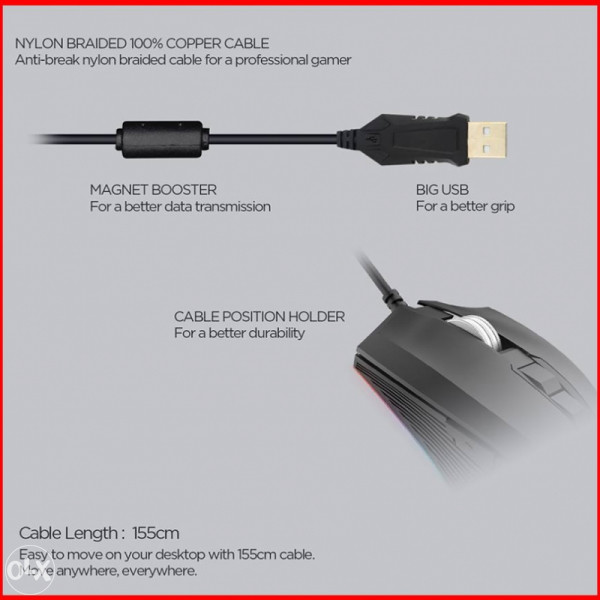 NYLON BRAIDED 100% COPPER CABLE
Anti-break nylon braided cable for a professional gamer
MAGNET BOOSTER
For a better data transmission
BIG USB
For a better grip
CABLE POSITION HOLDER
For a better durability
Cable Length : 155cm
Easy to move on your desktop with 155cm cable.
Move anywhere, everywhere.
OLX